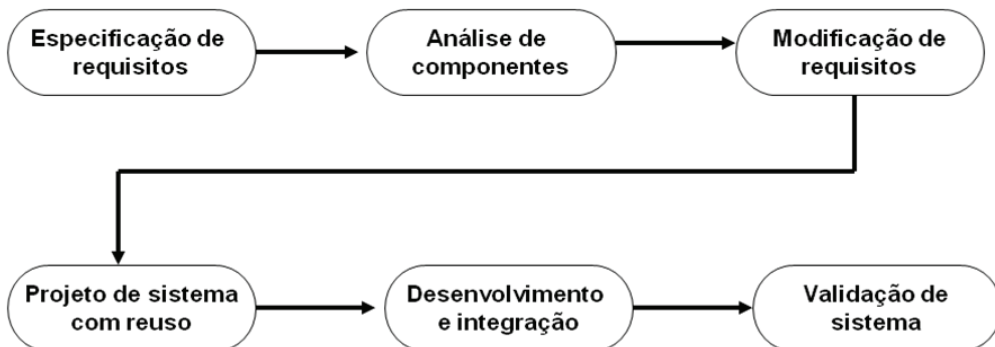 Especificação de
requisitos
Análise de
componentes
Modificação de
requisitos
Projeto de sistema
com reuso
Desenvolvimento
e integração
Validação de
sistema